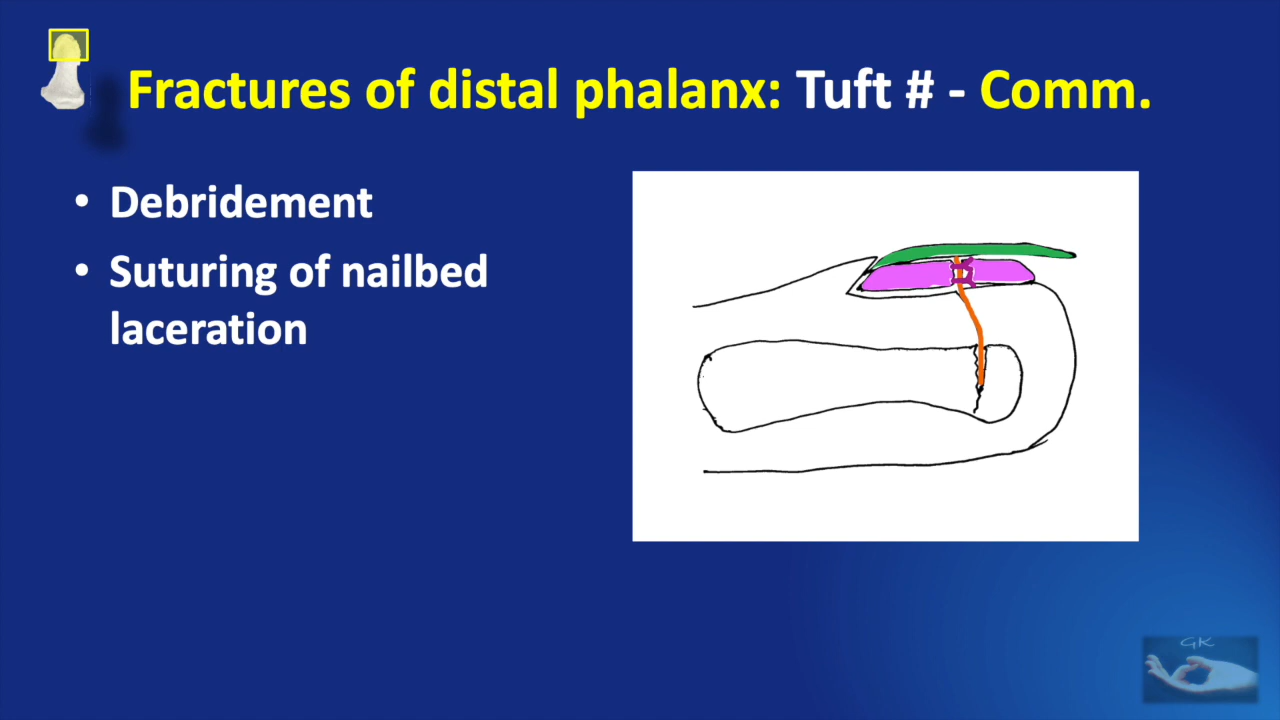 Fractures of distal phalanx: Tuft # - Comm.
• Debridement
• Suturing of nailbed
laceration
GK